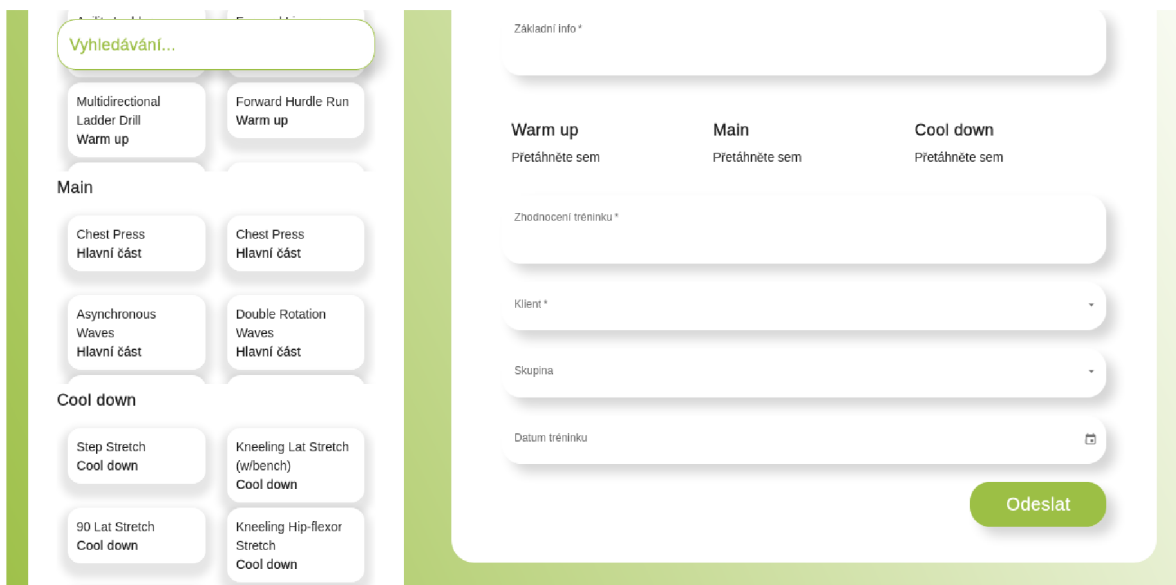 Vyhledávání...
Multidirectional
Ladder Drill
Warm up
Forward Hurdle Run
Warm up
Main
Chest Press
Hlavní část
Chest Press
Hlavní část
Asynchronous
Waves
Hlavní část
Double Rotation
Waves
Hlavní část
Cool down
Step Stretch
Cool down
Kneeling Lat Stretch
(w/bench)
Cool down
90 Lat Stretch
Cool down
Kneeling Hip-flexor
Stretch
Cool down
Základní info *
Warm up
Přetáhněte sem
Main
Přetáhněte sem
Cool down
Přetáhněte sem
Zhodnocení tréninku *
Klient *
Skupina
Datum tréninku
Odeslat